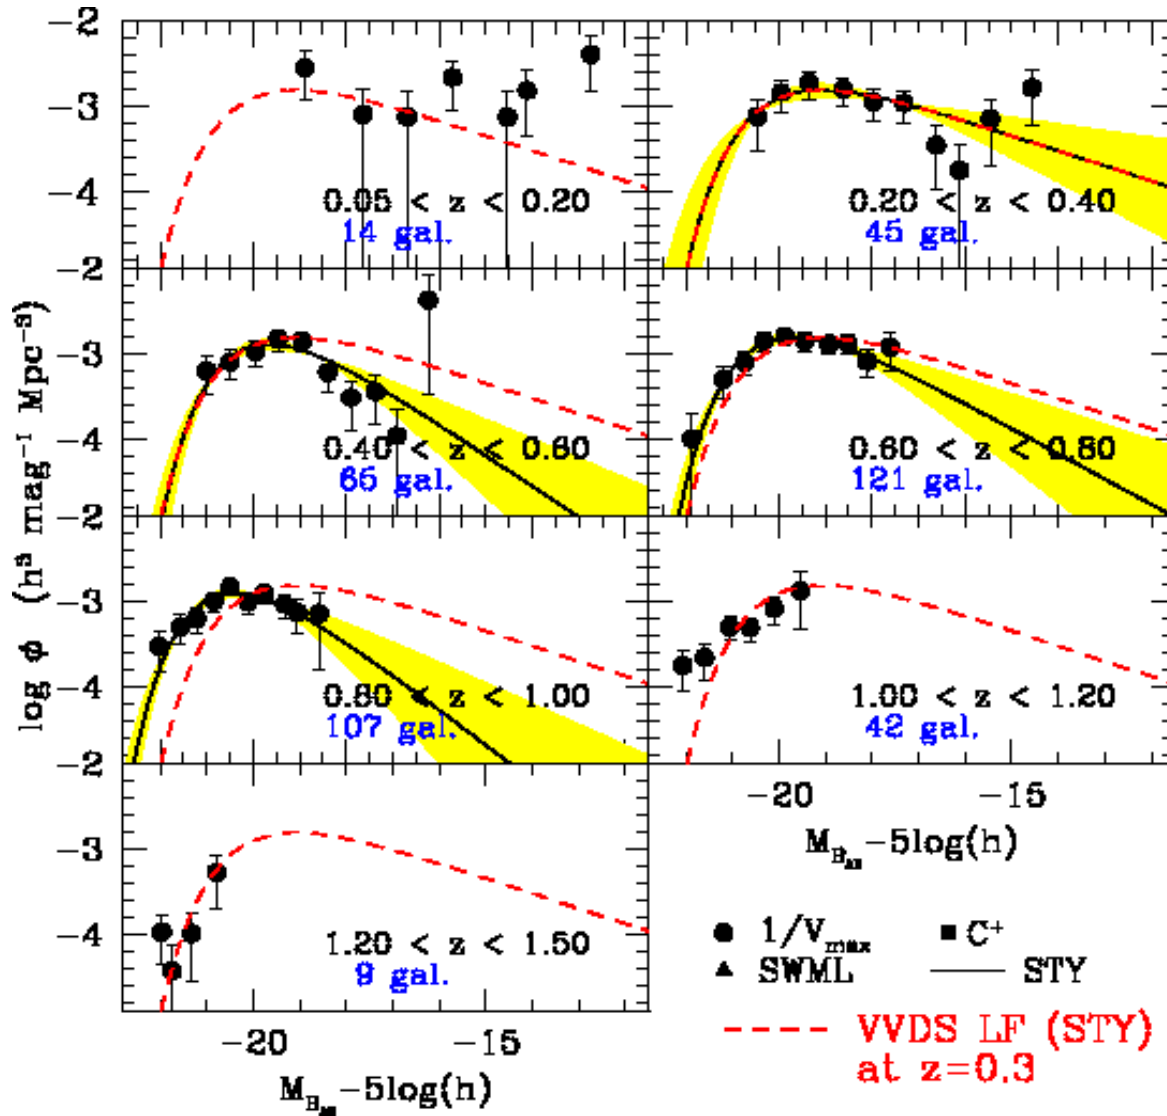 -2
-3
-4
0.05 < z < 0.20
14 gal.
0.20 < z < 0.40
45 gal.
-2
-3
-4
0.40 < z < 0.60
65 gal.
0.60 < z < 0.80
121 gal.
-2
-3
-4
0.80 < z < 1.00
107 gal.
1.00 < z < 1.20
42 gal.
-2
-3
-4
1.20 < z < 1.50
9 gal.
log ϕ (h³ mag⁻¹ Mpc⁻³)
-20 -15
M_B_AB -5log(h)
-20 -15
M_B_AB -5log(h)
1/V_max C⁺
SWML STY
VVDS LF (STY)
at z=0.3